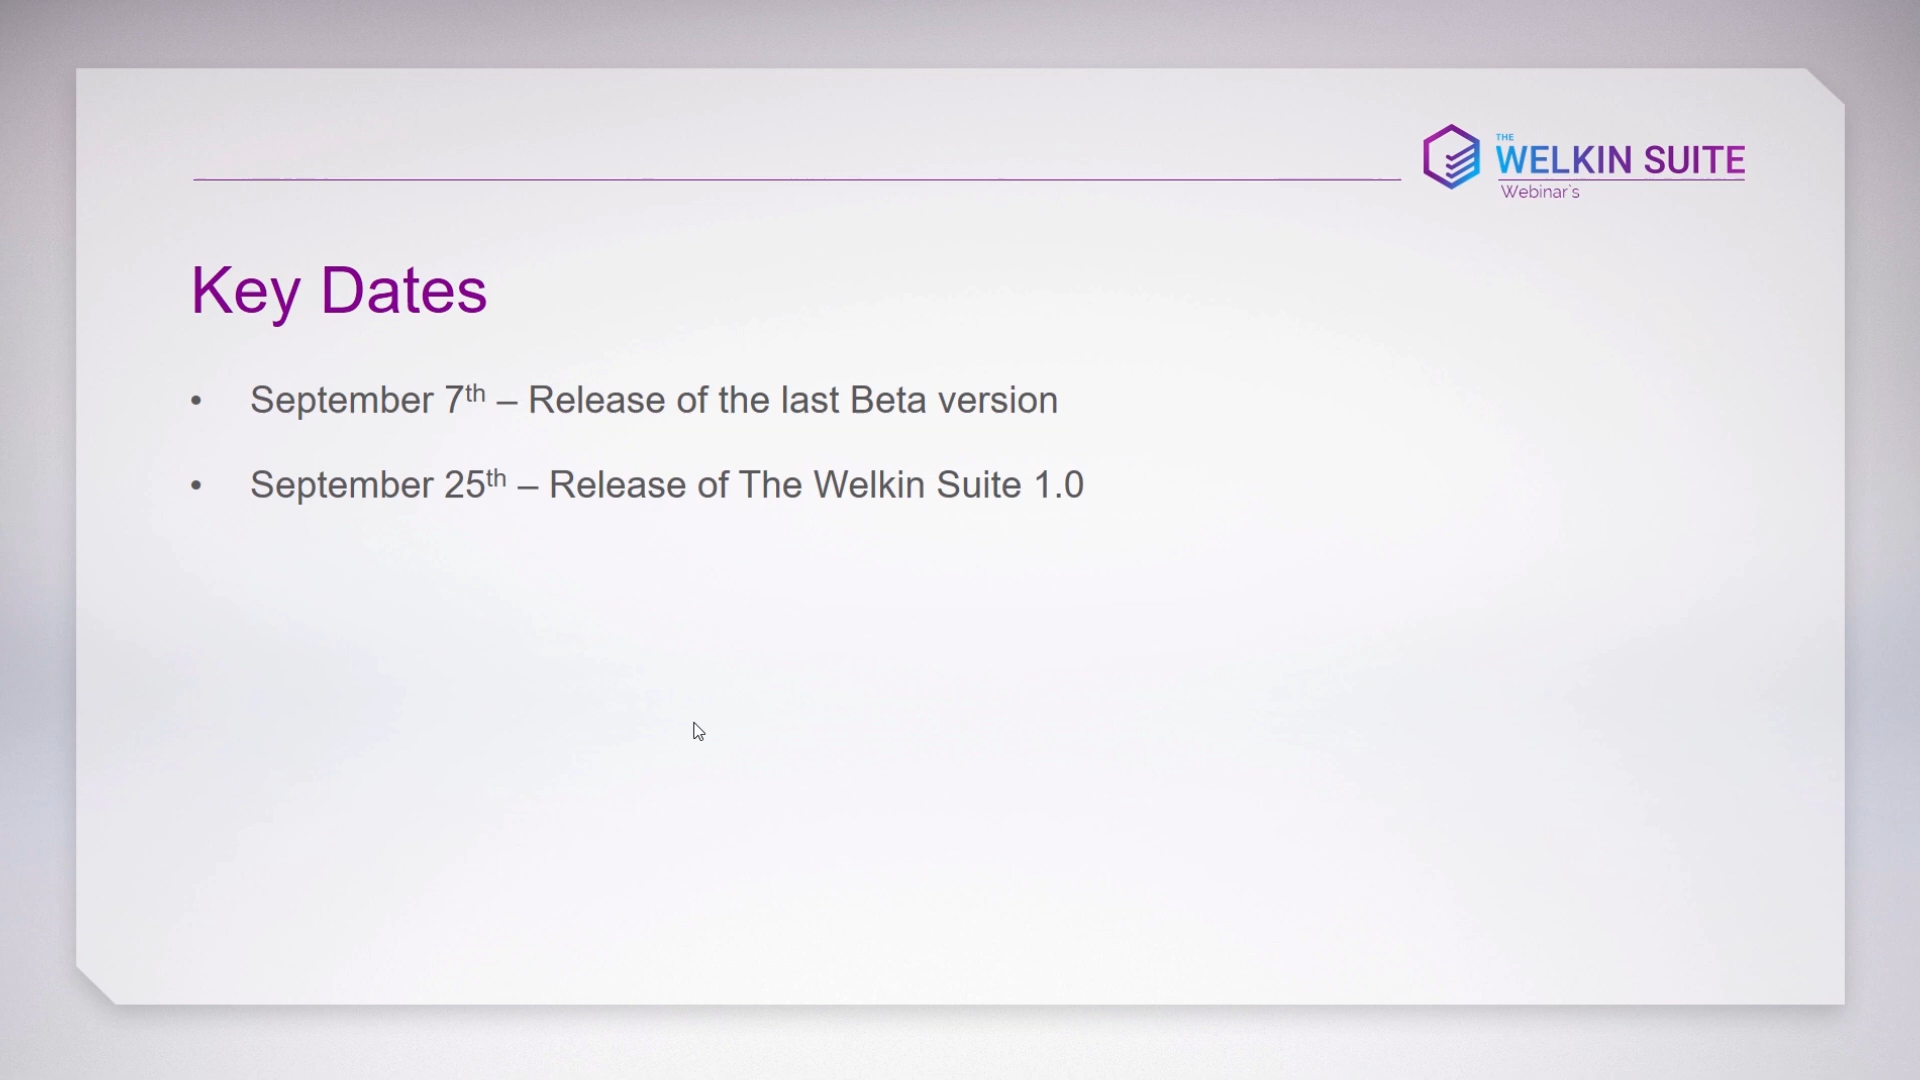 THE
WELKIN SUITE
Webinar`s
Key Dates
• September 7th – Release of the last Beta version
• September 25th – Release of The Welkin Suite 1.0